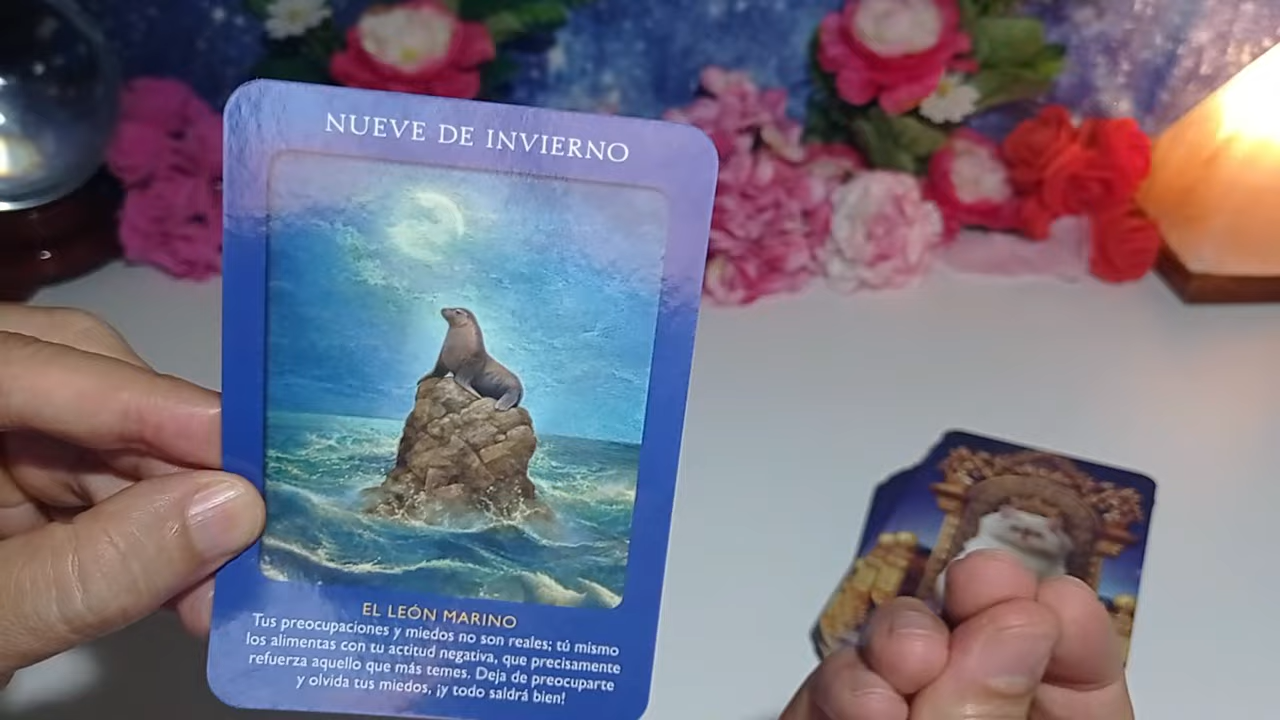 NUEVE DE INVIERNO
EL LEÓN MARINO
Tus preocupaciones y miedos no son reales; tú mismo
los alimentas con tu actitud negativa, que precisamente
refuerza aquello que más temes. Deja de preocuparte
y olvida tus miedos, ¡y todo saldrá bien!